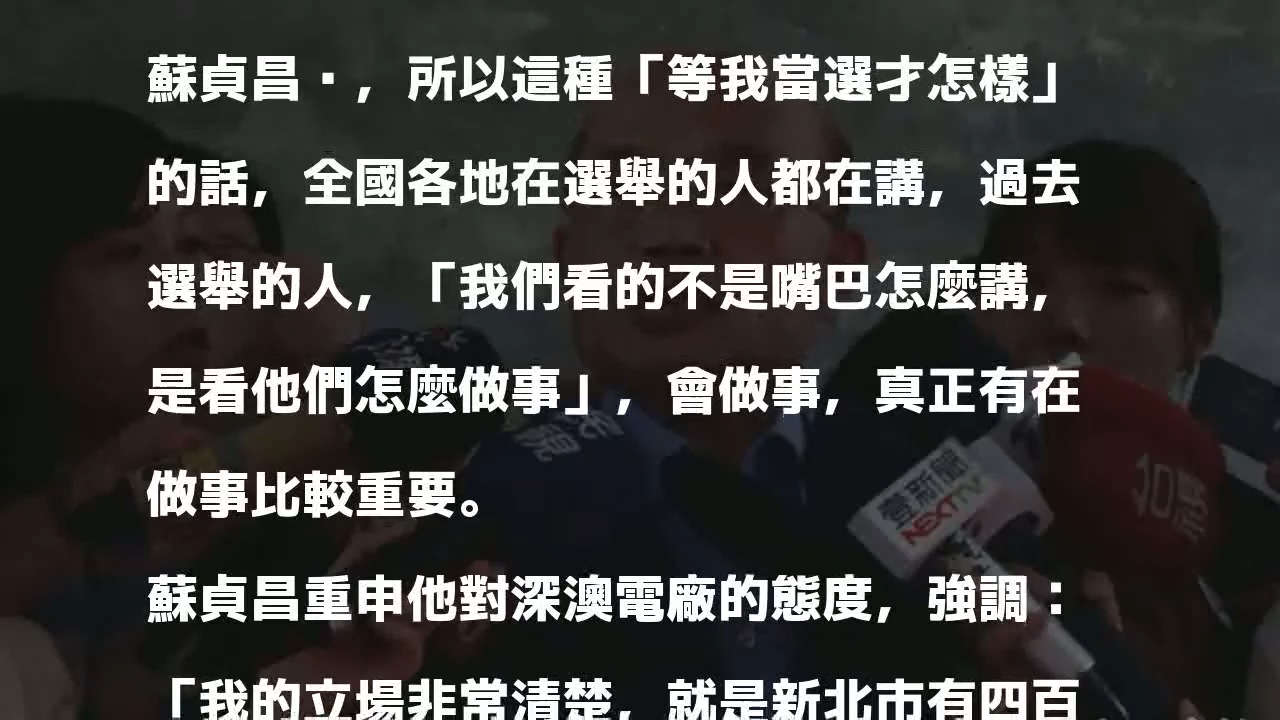 蘇貞昌·，所以這種「等我當選才怎樣」
的話，全國各地在選舉的人都在講，過去
選舉的人，「我們看的不是嘴巴怎麼講，
是看他們怎麼做事」，會做事，真正有在
做事比較重要。
蘇貞昌重申他對深澳電廠的態度，強調：
「我的立場非常清楚，就是新北市有四百
壹新聞
NEXTTV